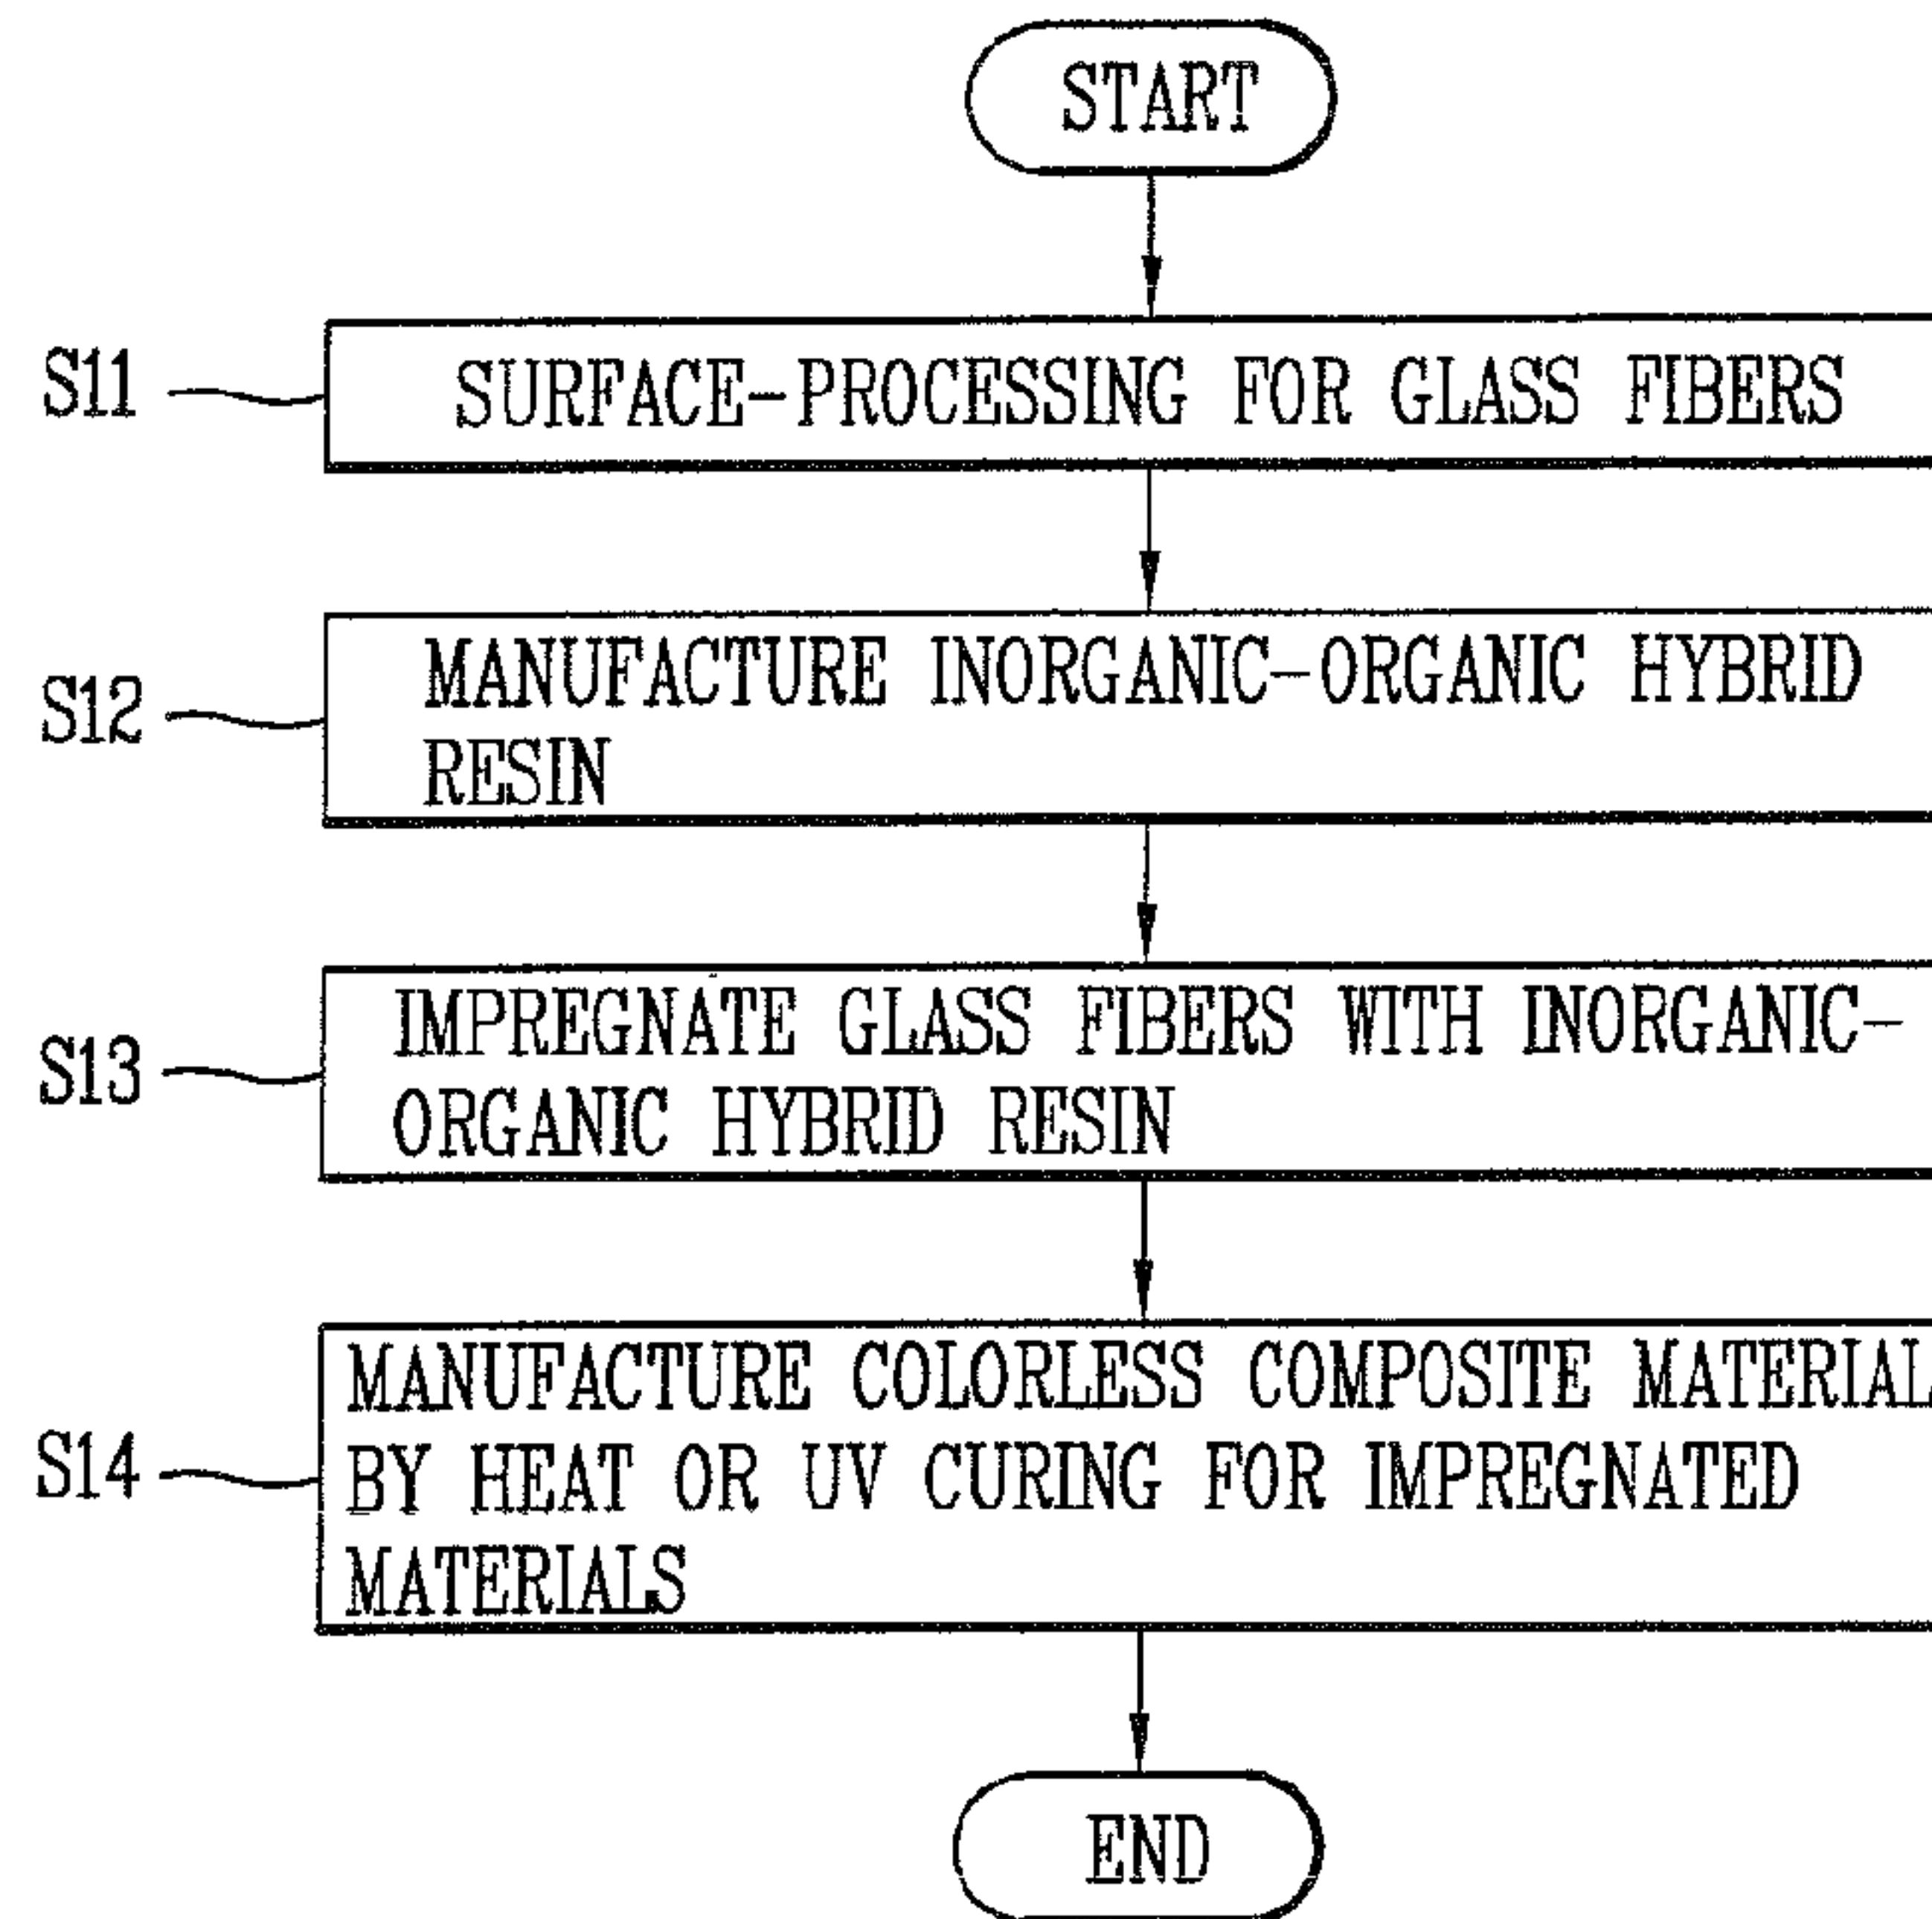 START
S11
SURFACE-PROCESSING FOR GLASS FIBERS
S12
MANUFACTURE INORGANIC-ORGANIC HYBRID
RESIN
S13
IMPREGNATE GLASS FIBERS WITH INORGANIC-
ORGANIC HYBRID RESIN
S14
MANUFACTURE COLORLESS COMPOSITE MATERIAL
BY HEAT OR UV CURING FOR IMPREGNATED
MATERIALS
END